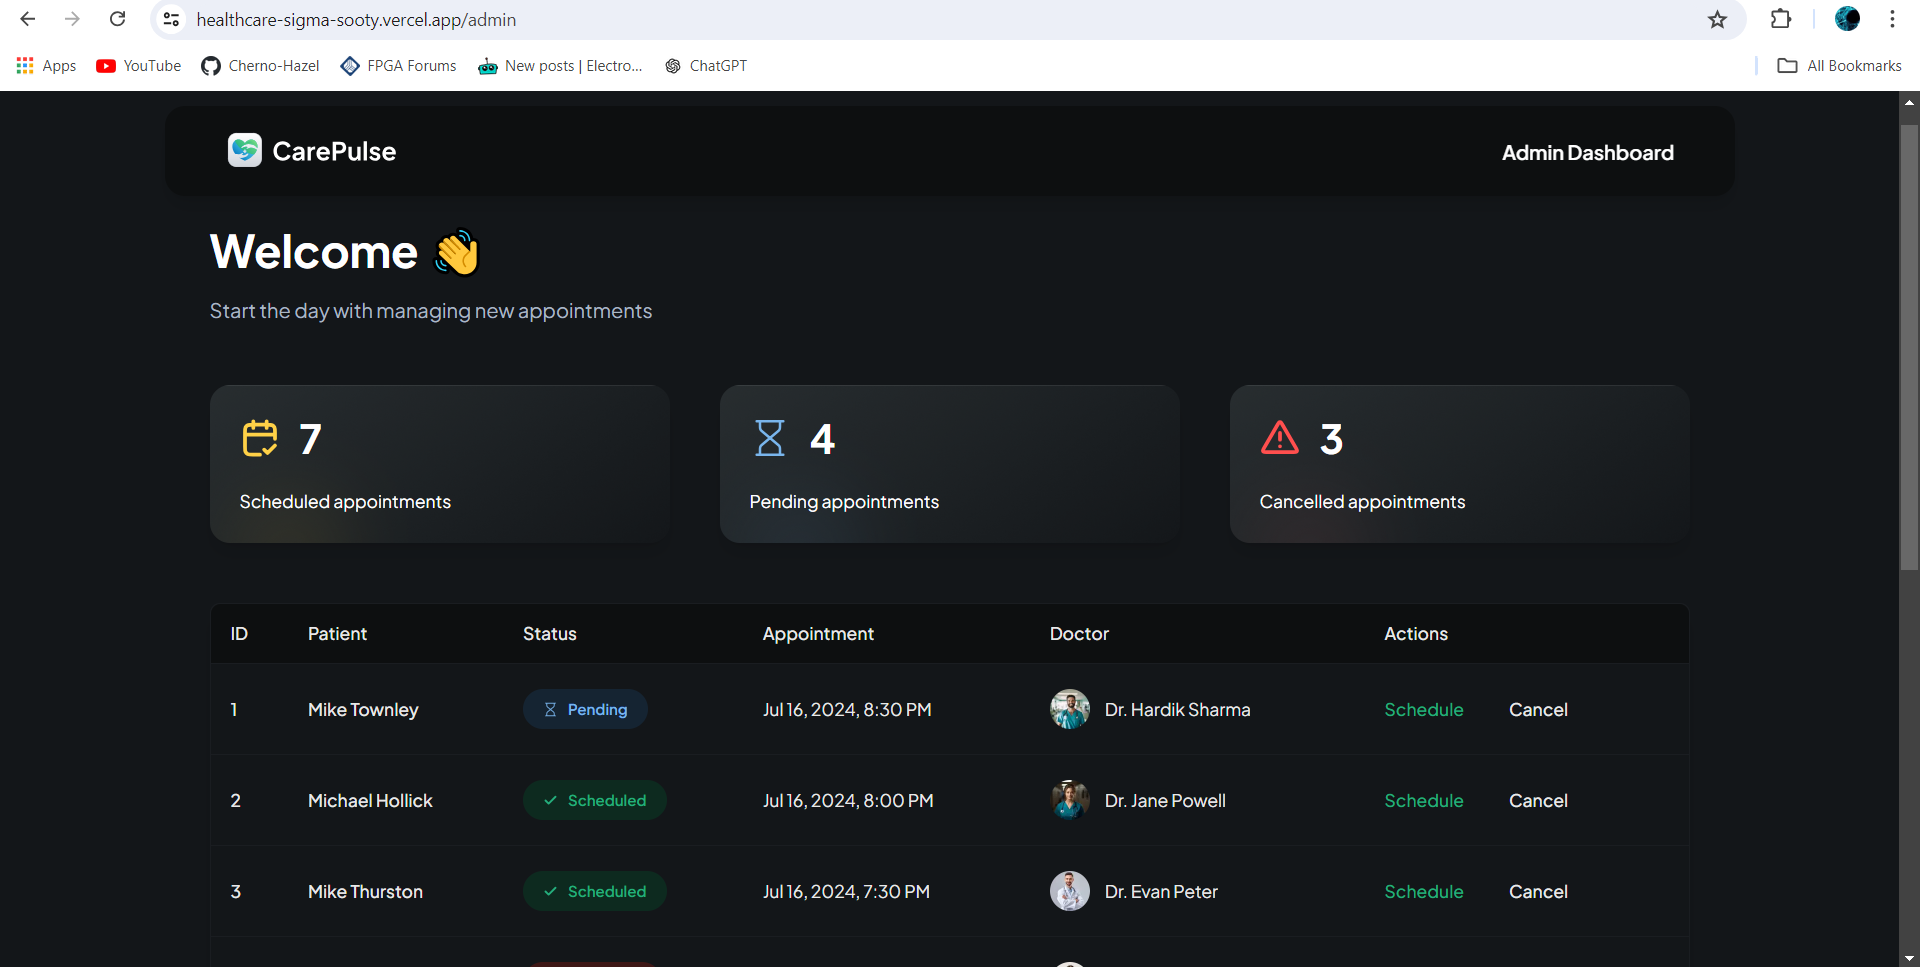 healthcare-sigma-sooty.vercel.app/admin
Apps YouTube Cherno-Hazel FPGA Forums New posts | Electro... ChatGPT All Bookmarks
CarePulse Admin Dashboard
Welcome 👋
Start the day with managing new appointments
7 4 3
Scheduled appointments Pending appointments Cancelled appointments
ID Patient Status Appointment Doctor Actions
1 Mike Townley Pending Jul 16, 2024, 8:30 PM Dr. Hardik Sharma Schedule Cancel
2 Michael Hollick Scheduled Jul 16, 2024, 8:00 PM Dr. Jane Powell Schedule Cancel
3 Mike Thurston Scheduled Jul 16, 2024, 7:30 PM Dr. Evan Peter Schedule Cancel